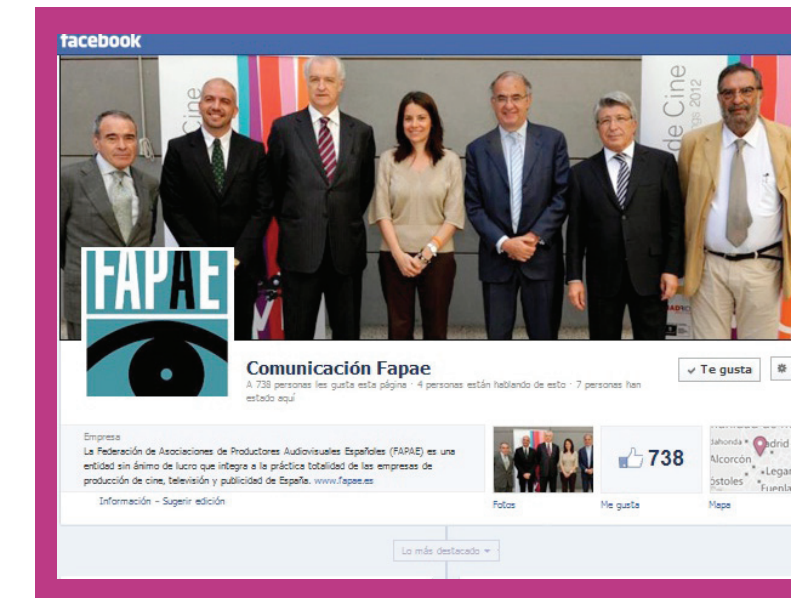 facebook
Cine
de Cine
2012
FAPAE
Comunicación Fapae
A 738 personas les gusta esta página · 4 personas están hablando de esto · 7 personas han
estado aquí
✓ Te gusta
Empresa
La Federación de Asociaciones de Productores Audiovisuales Españoles (FAPAE) es una
entidad sin ánimo de lucro que integra a la práctica totalidad de las empresas de
producción de cine, televisión y publicidad de España. www.fapae.es
Información - Sugerir edición
738
Alcorcón
Fotos
Me gusta
Mapa
Lo más destacado